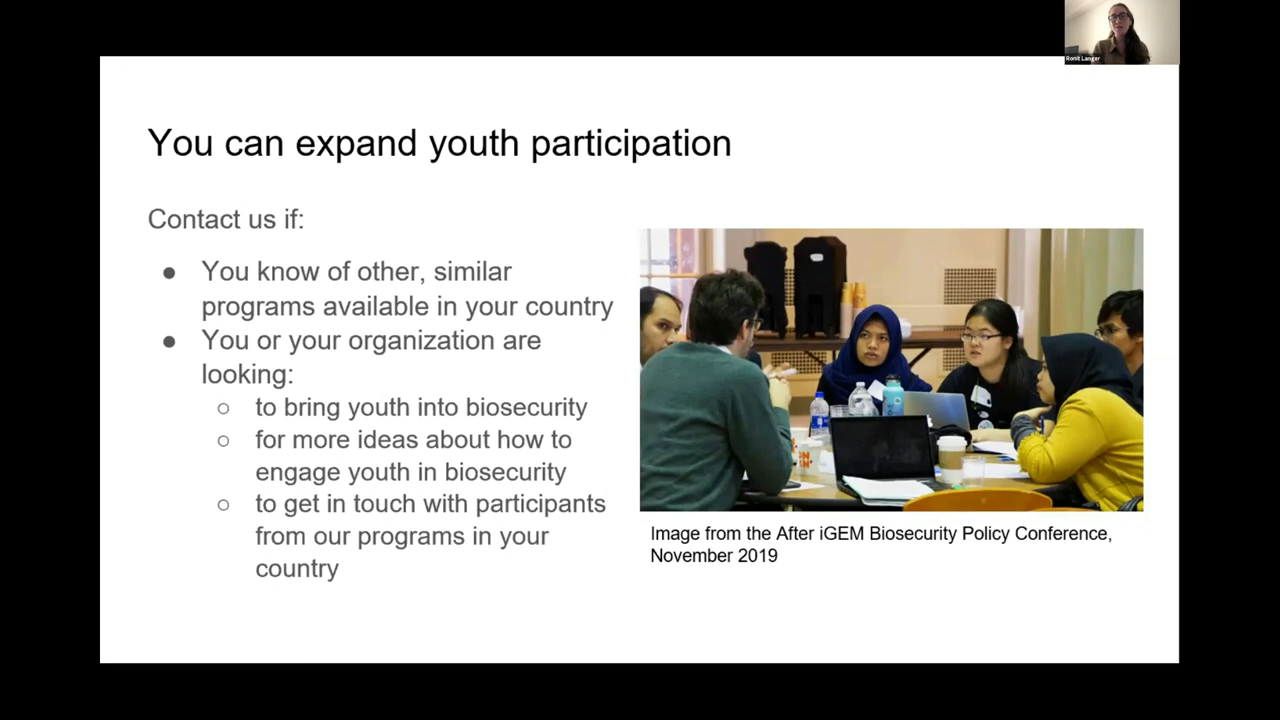 Ronit Langer
You can expand youth participation
Contact us if:
● You know of other, similar
programs available in your country
● You or your organization are
looking:
○ to bring youth into biosecurity
○ for more ideas about how to
engage youth in biosecurity
○ to get in touch with participants
from our programs in your
country
Image from the After iGEM Biosecurity Policy Conference,
November 2019